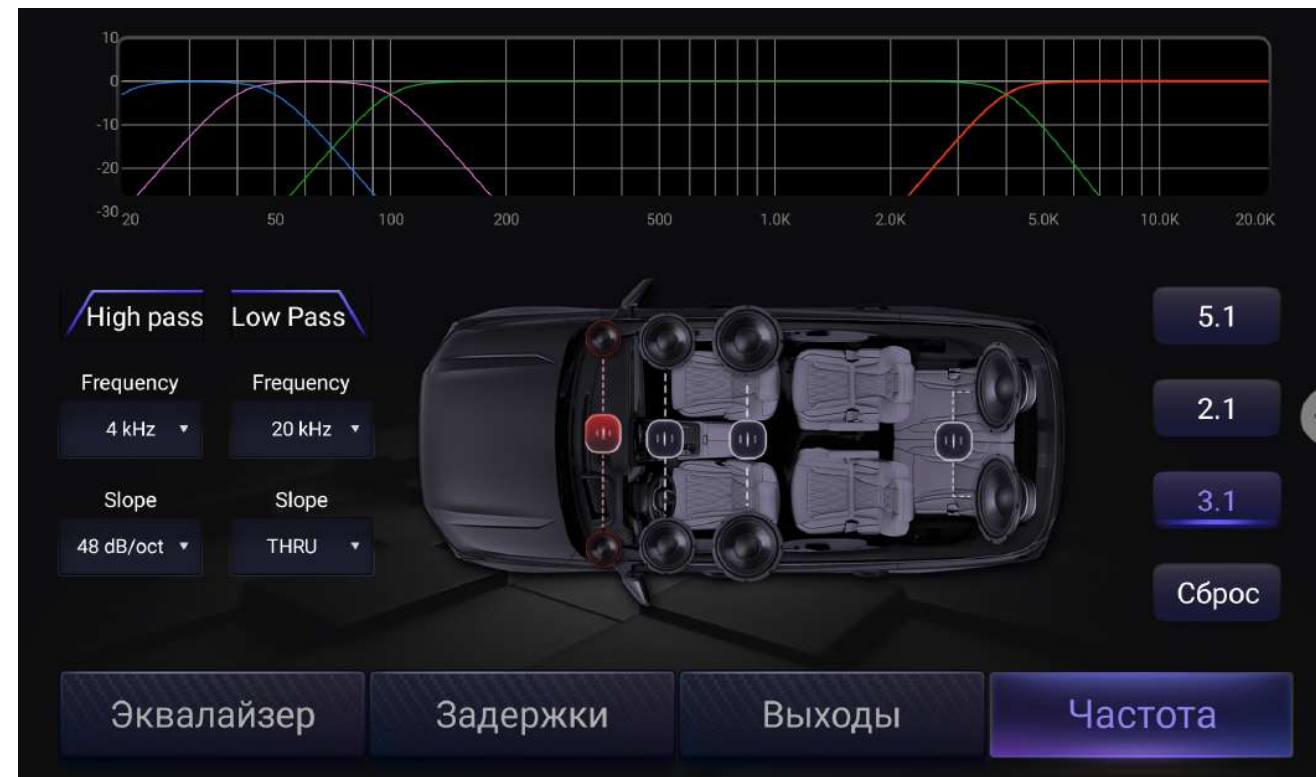 10
0
-10
-20
-30
20 50 100 200 500 1.0K 2.0K 5.0K 10.0K 20.0K
High pass Low Pass
Frequency Frequency
4 kHz 20 kHz
Slope Slope
48 dB/oct THRU
5.1
2.1
3.1
Сброс
Эквалайзер Задержки Выходы Частота